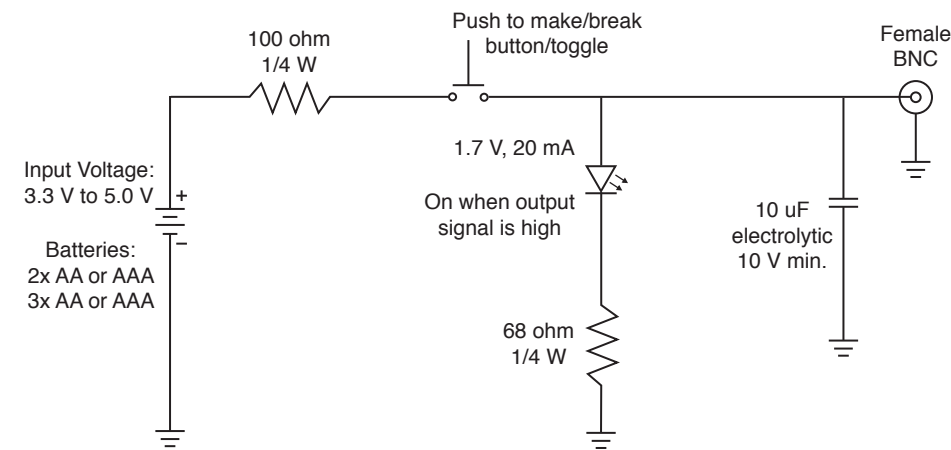 100 ohm
1/4 W
Push to make/break
button/toggle
Female
BNC
Input Voltage:
3.3 V to 5.0 V
+
–
Batteries:
2x AA or AAA
3x AA or AAA
1.7 V, 20 mA
On when output
signal is high
10 uF
electrolytic
10 V min.
68 ohm
1/4 W